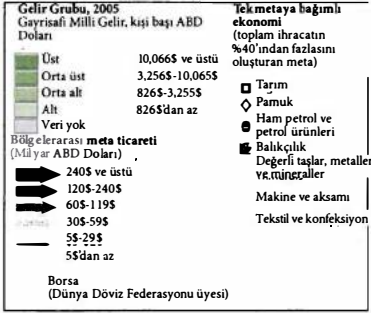 Gelir Grubu, 2005
Gayrisafi Milli Gelir, kişi başı ABD
Doları
Üst 10,066$ ve üstü
Orta üst 3,256$-10,065$
Orta alt 826$-3,255$
Alt 826$'dan az
Veri yok
Bölgelerarası meta ticareti
(Milyar ABD Doları)
240$ ve üstü
120$-240$
60$-119$
30$-59$
5$-29$
5$'dan az
Borsa
(Dünya Döviz Federasyonu üyesi)
Tek metaya bağımlı
ekonomi
(toplam ihracatın
%40'ından fazlasını
oluşturan meta)
Tarım
Pamuk
Ham petrol ve
petrol ürünleri
Balıkçılık
Değerli taşlar, metaller
ve mineraller
Makine ve aksamı
Tekstil ve konfeksiyon